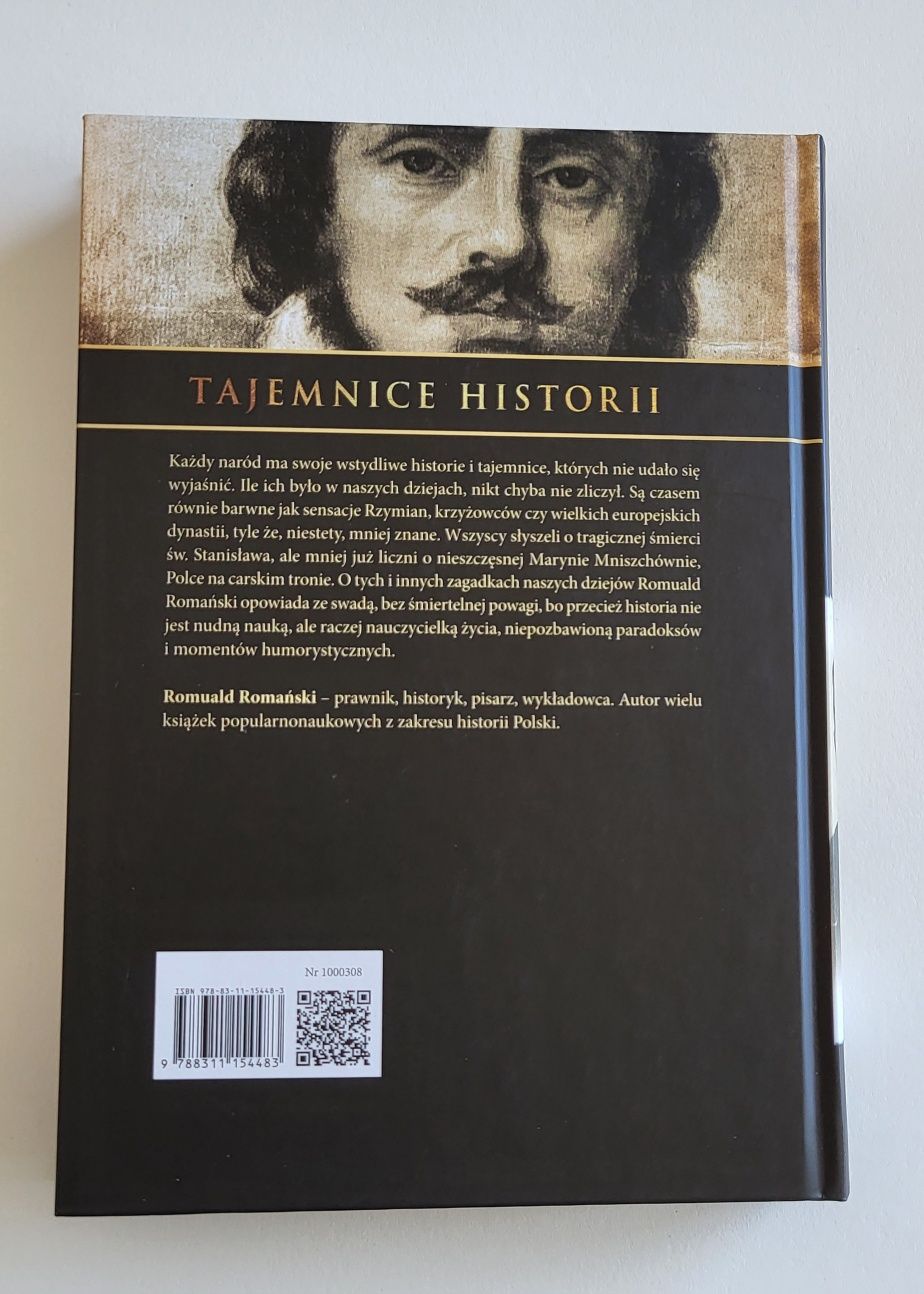 TAJEMNICE HISTORII
Każdy naród ma swoje wstydliwe historie i tajemnice, których nie udało się
wyjaśnić. Ile ich było w naszych dziejach, nikt chyba nie zliczył. Są czasem
równie barwne jak sensacje Rzymian, krzyżowców czy wielkich europejskich
dynastii, tyle że, niestety, mniej znane. Wszyscy słyszeli o tragicznej śmierci
św. Stanisława, ale mniej już liczni o nieszczęsnej Marynie Mniszchównie,
Polce na carskim tronie. O tych i innych zagadkach naszych dziejów Romuald
Romański opowiada ze swadą, bez śmiertelnej powagi, bo przecież historia nie
jest nudną nauką, ale raczej nauczycielką życia, niepozbawioną paradoksów
i momentów humorystycznych.
Romuald Romański – prawnik, historyk, pisarz, wykładowca. Autor wielu
książek popularnonaukowych z zakresu historii Polski.
Nr 1000308
ISBN 978-83-11-15448-3
9 788311 154483